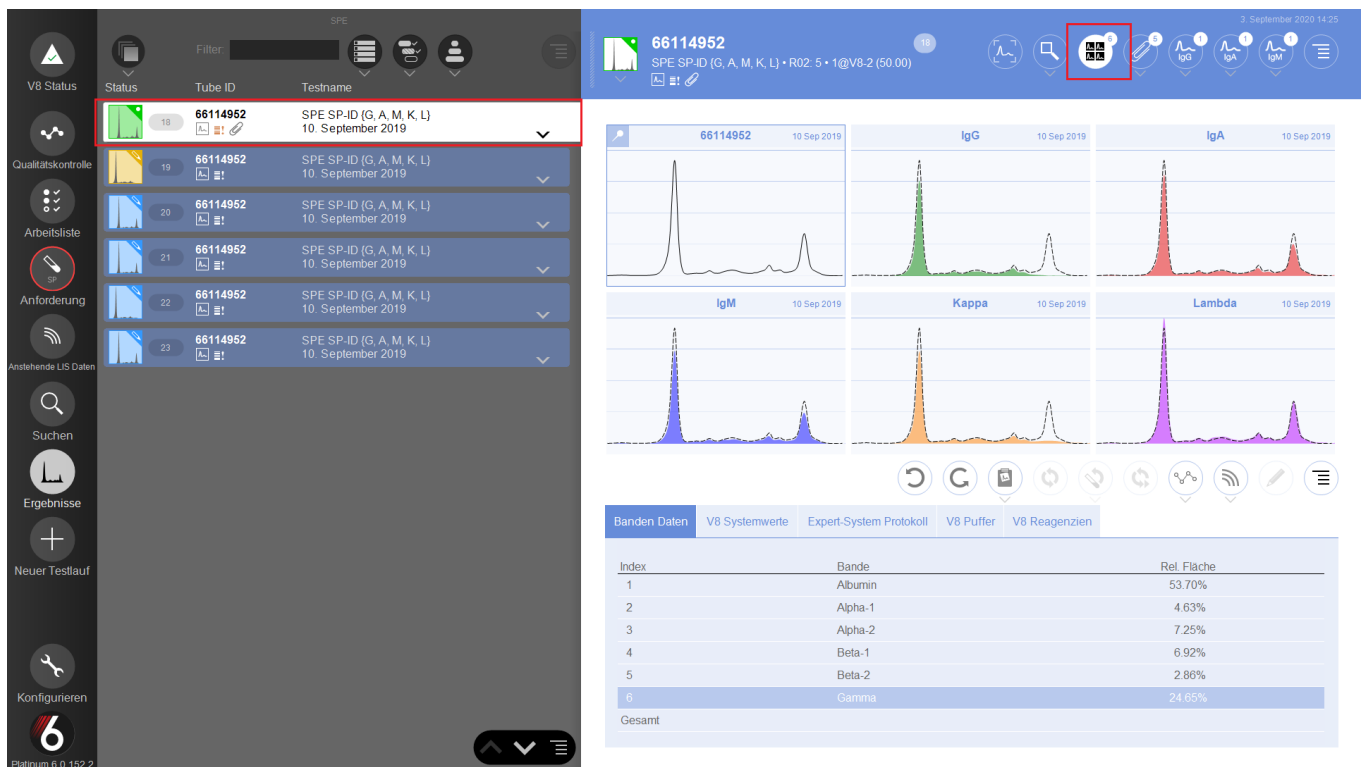 SPE
3. September 2020 14:25
V8 Status
Qualitätskontrolle
Arbeitsliste
SP
Anforderung
Anstehende LIS Daten
Suchen
Ergebnisse
Neuer Testlauf
Konfigurieren
6
Platinum 6.0.152.2
Filter:
Status Tube ID Testname
18 66114952 SPE SP-ID {G, A, M, K, L}
10. September 2019
19 66114952 SPE SP-ID {G, A, M, K, L}
10. September 2019
20 66114952 SPE SP-ID {G, A, M, K, L}
10. September 2019
21 66114952 SPE SP-ID {G, A, M, K, L}
10. September 2019
22 66114952 SPE SP-ID {G, A, M, K, L}
10. September 2019
23 66114952 SPE SP-ID {G, A, M, K, L}
10. September 2019
66114952 18
SPE SP-ID {G, A, M, K, L} • R02: 5 • 1@V8-2 (50.00)
6 5 1 1 1
IgG IgA IgM
66114952 10 Sep 2019 IgG 10 Sep 2019 IgA 10 Sep 2019
IgM 10 Sep 2019 Kappa 10 Sep 2019 Lambda 10 Sep 2019
Banden Daten V8 Systemwerte Expert-System Protokoll V8 Puffer V8 Reagenzien
Index Bande Rel. Fläche
1 Albumin 53.70%
2 Alpha-1 4.63%
3 Alpha-2 7.25%
4 Beta-1 6.92%
5 Beta-2 2.86%
6 Gamma 24.65%
Gesamt